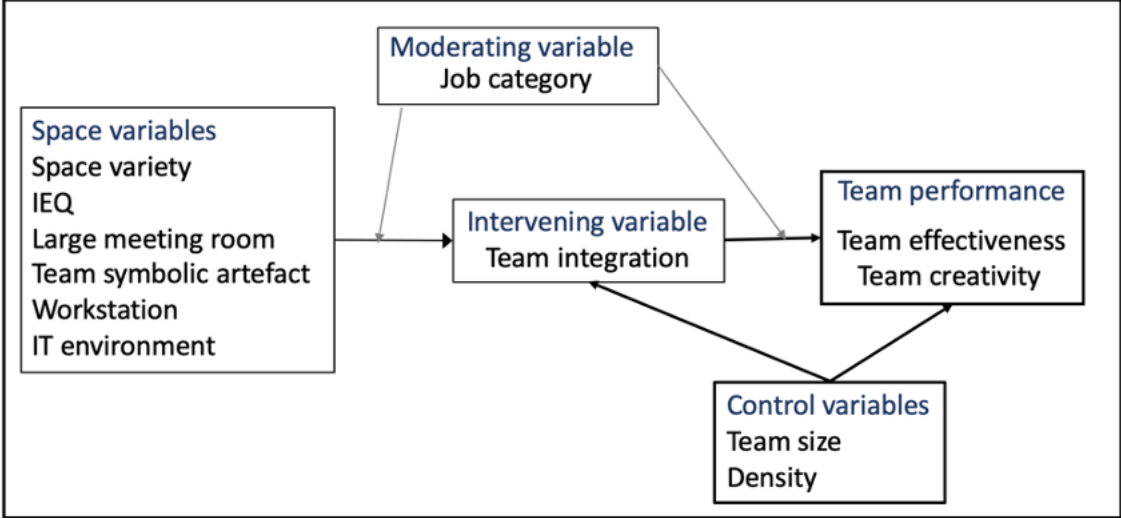 Moderating variable
Job category
Space variables
Space variety
IEQ
Large meeting room
Team symbolic artefact
Workstation
IT environment
Intervening variable
Team integration
Team performance
Team effectiveness
Team creativity
Control variables
Team size
Density